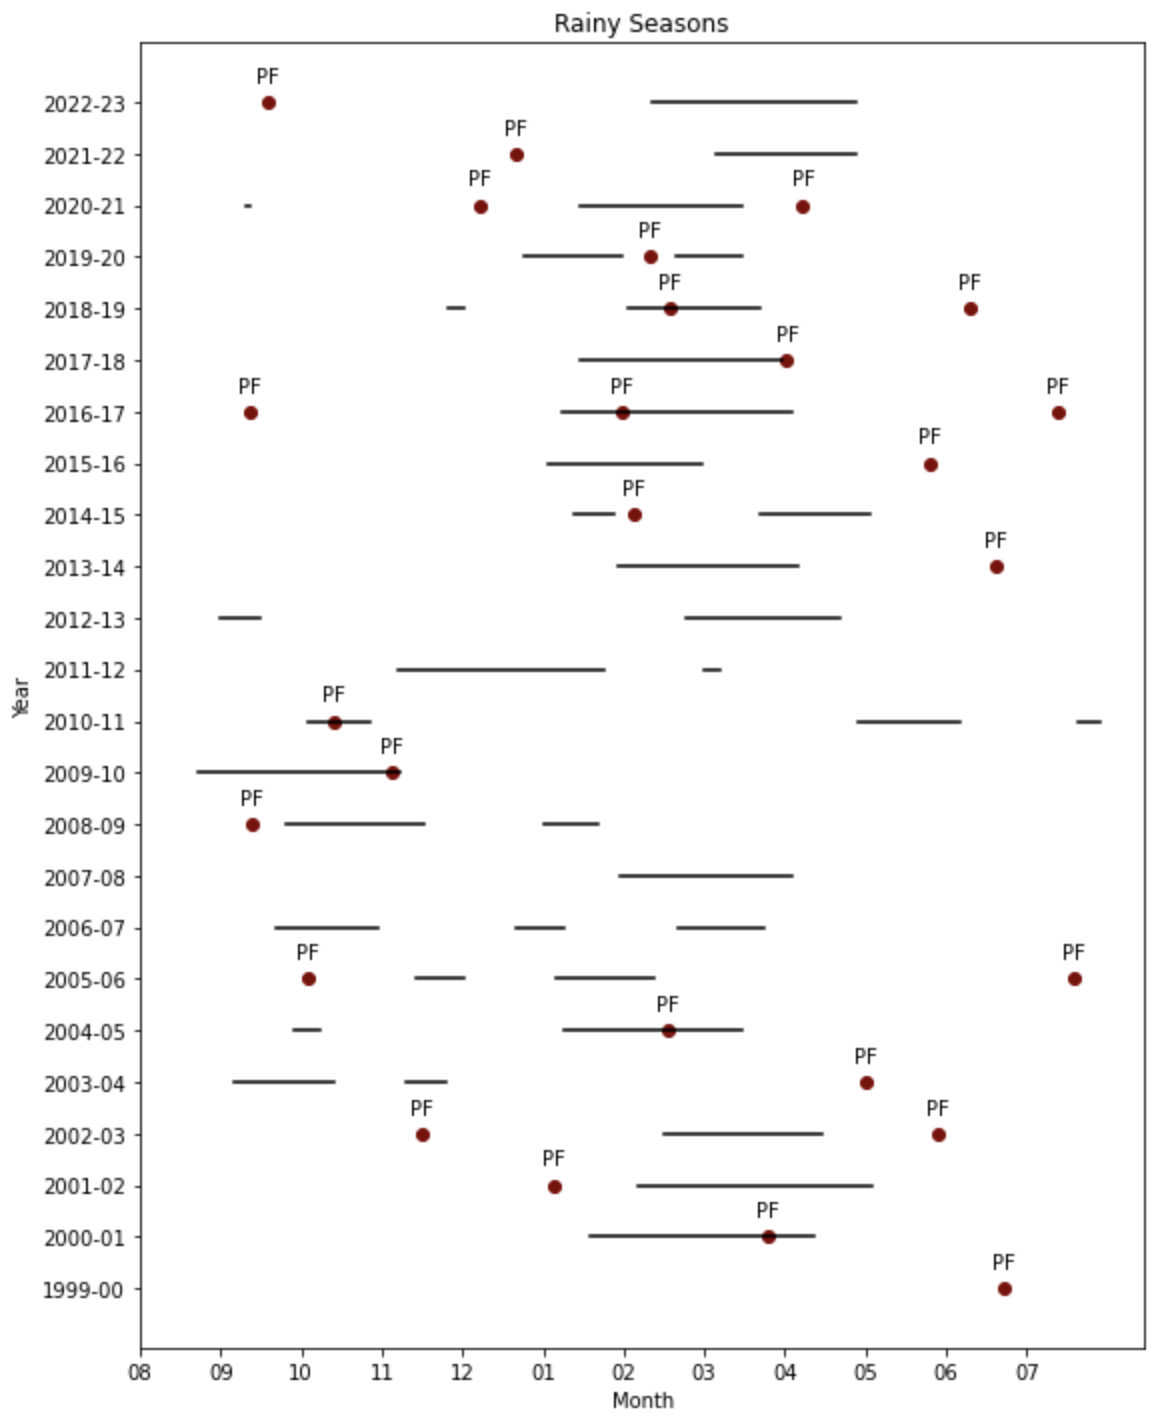 Rainy Seasons
PF
2022-23
PF
2021-22
PF PF
2020-21
PF
2019-20
PF PF
2018-19
PF
2017-18
PF PF PF
2016-17
PF
2015-16
PF
2014-15
PF
2013-14
2012-13
2011-12
Year
PF
2010-11
PF
2009-10
PF
2008-09
2007-08
2006-07
PF PF
2005-06
PF
2004-05
PF
2003-04
PF PF
2002-03
PF
2001-02
PF
2000-01
PF
1999-00
08 09 10 11 12 01 02 03 04 05 06 07
Month